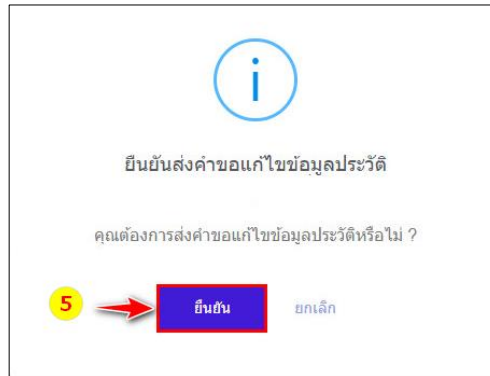 i
ยืนยันส่งคำขอแก้ไขข้อมูลประวัติ
คุณต้องการส่งคำขอแก้ไขข้อมูลประวัติหรือไม่ ?
5 ยืนยัน ยกเลิก